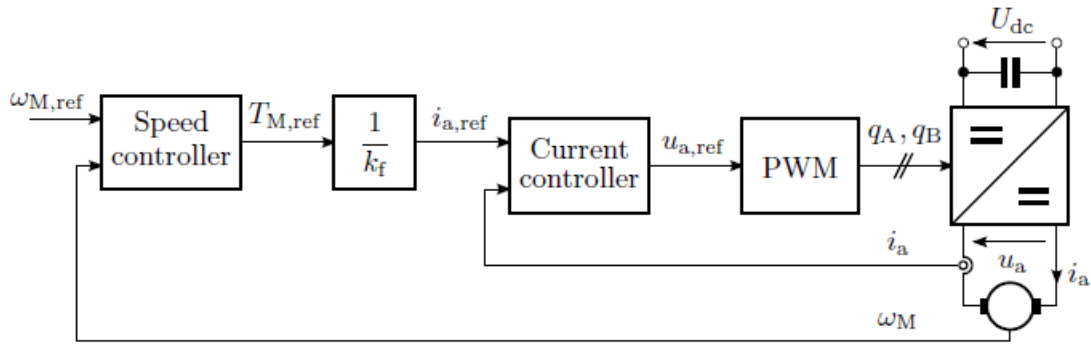 U_dc
ω_M,ref
Speed
controller
T_M,ref
1
k_f
i_a,ref
Current
controller
u_a,ref
PWM
q_A, q_B
i_a
u_a
i_a
ω_M